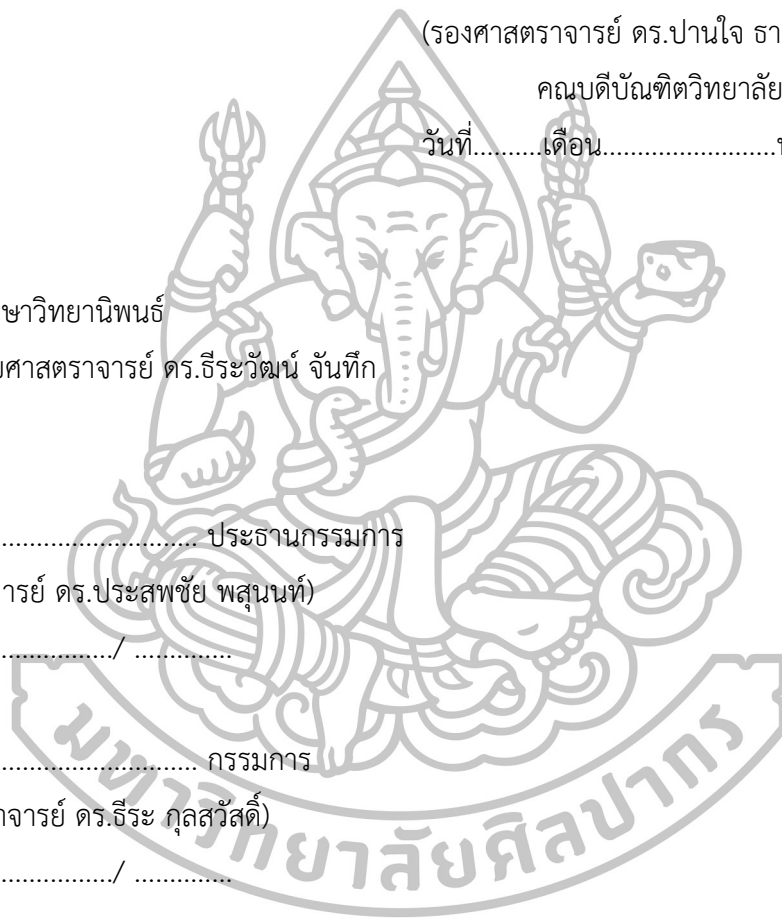 (รองศาสตราจารย์ ดร.ปานใจ ธา
คณบดีบัณฑิตวิทยาลัย
วันที่.........เดือน.........................
ษาวิทยานิพนธ์
ยศาสตราจารย์ ดร.ธีระวัฒน์ จันทึก
............................ ประธานกรรมการ
ารย์ ดร.ประสพชัย พสุนนท์)
................/ ..............
............................ กรรมการ
าจารย์ ดร.ธีระ กุลสวัสดิ์)
................/ ..............
มหาวิทยาลัยศิลปากร